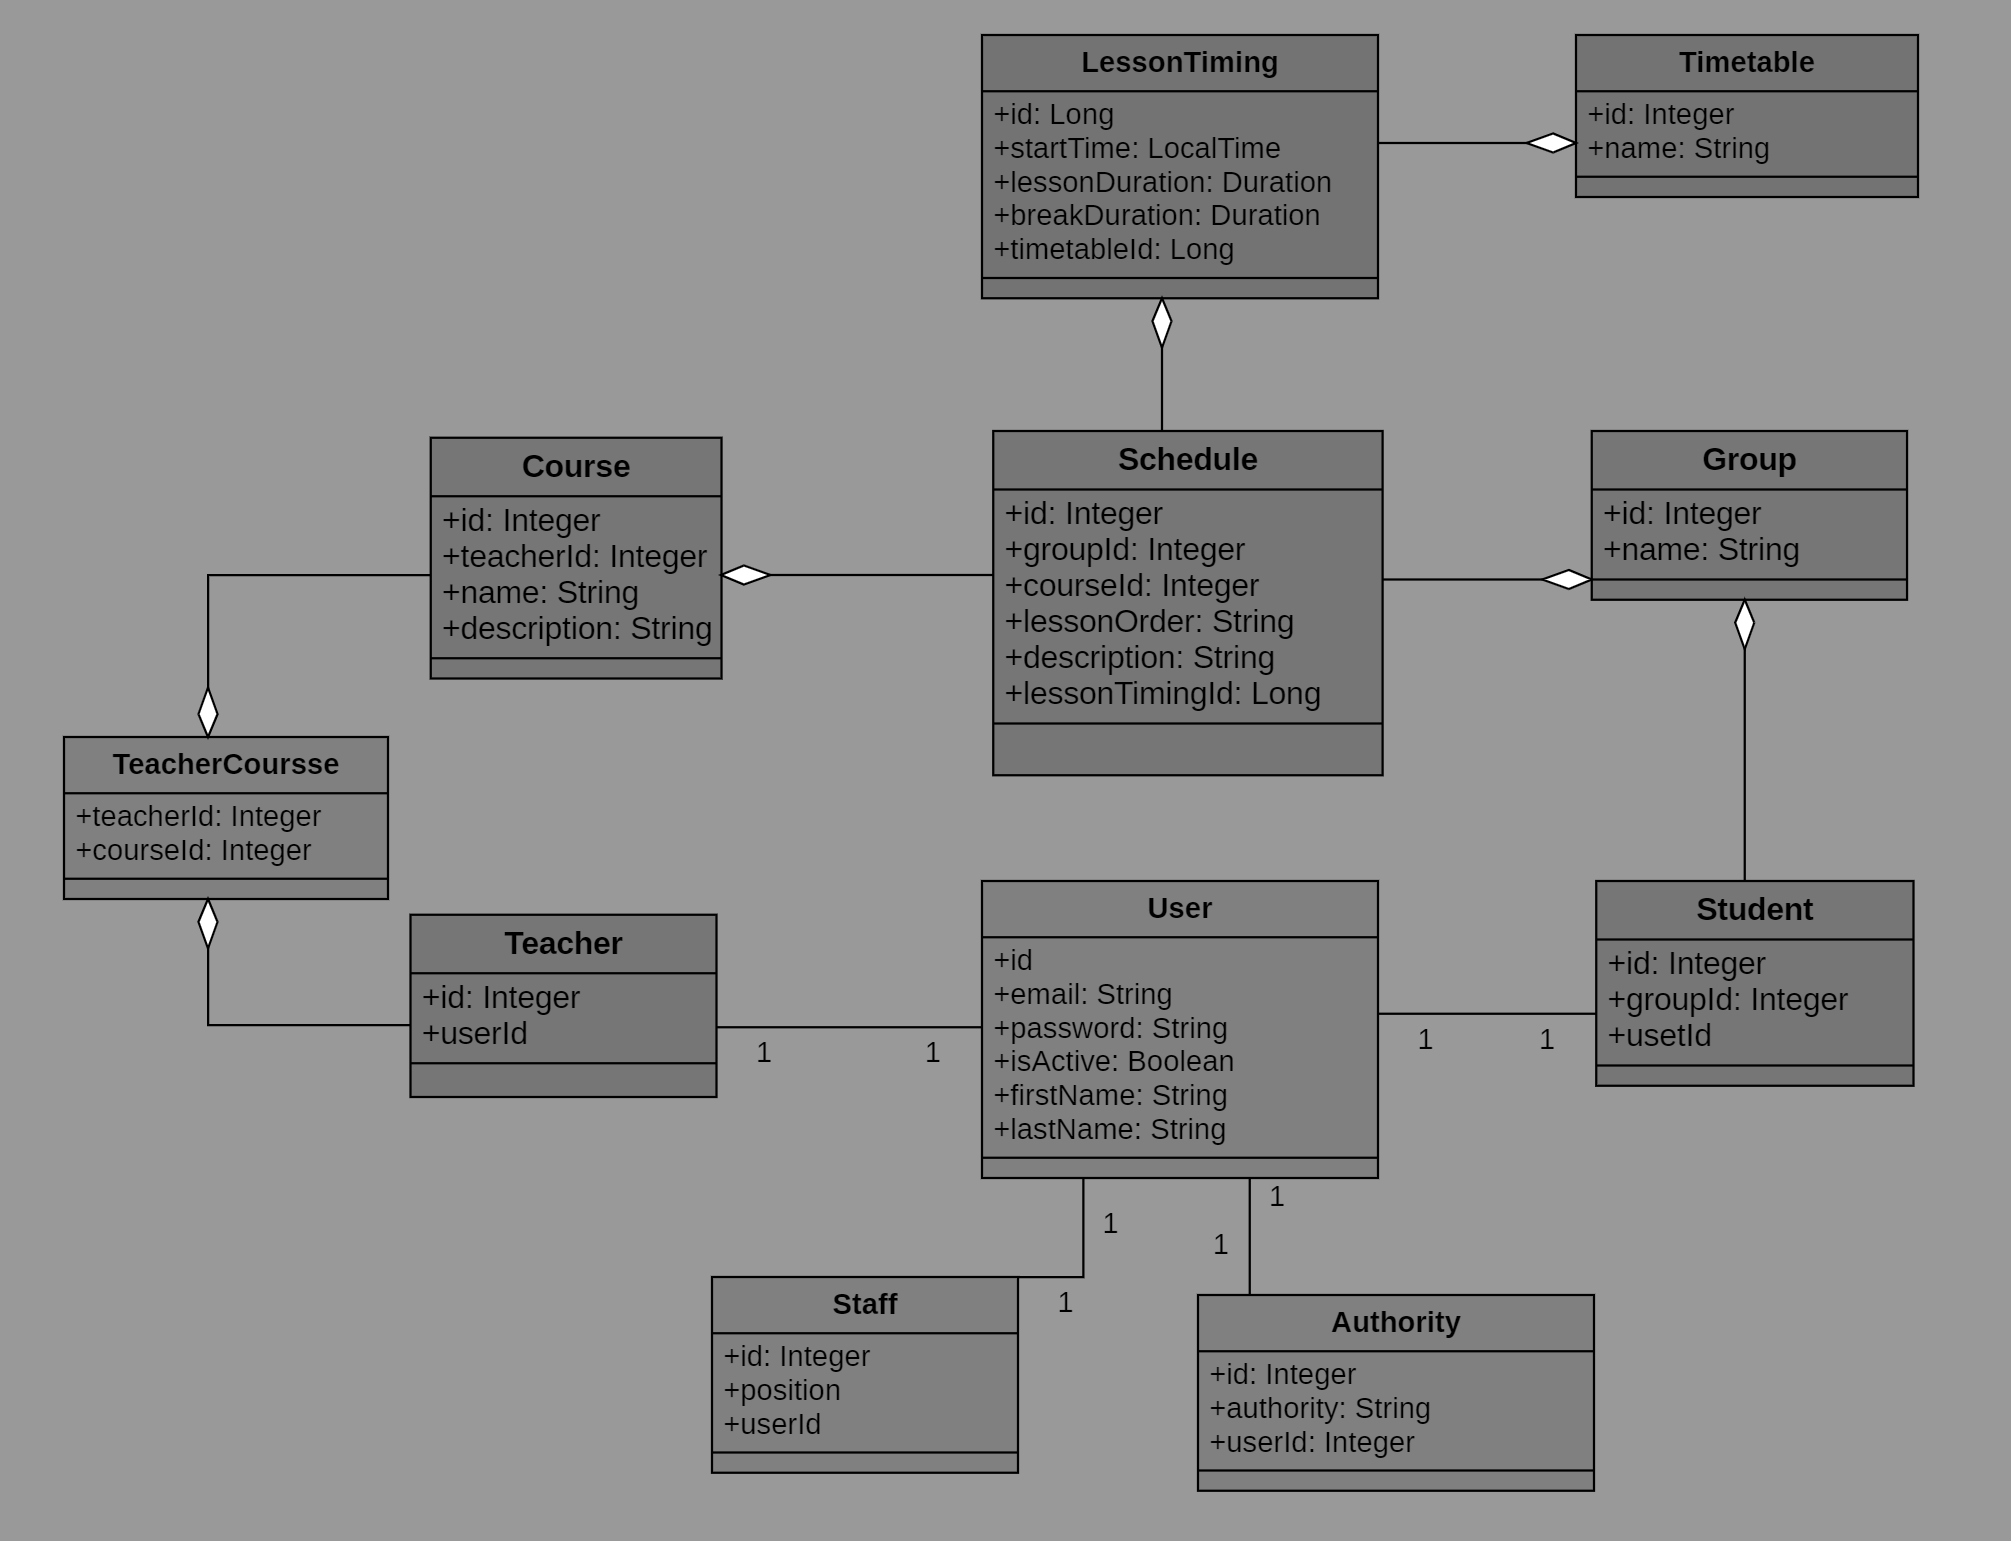 LessonTiming
+id: Long
+startTime: LocalTime
+lessonDuration: Duration
+breakDuration: Duration
+timetableId: Long
Timetable
+id: Integer
+name: String
Course
+id: Integer
+teacherId: Integer
+name: String
+description: String
Schedule
+id: Integer
+groupId: Integer
+courseId: Integer
+lessonOrder: String
+description: String
+lessonTimingId: Long
Group
+id: Integer
+name: String
TeacherCoursse
+teacherId: Integer
+courseId: Integer
Teacher
+id: Integer
+userId
1
1
User
+id
+email: String
+password: String
+isActive: Boolean
+firstName: String
+lastName: String
1
1
Student
+id: Integer
+groupId: Integer
+usetId
1
1
1
1
Staff
+id: Integer
+position
+userId
Authority
+id: Integer
+authority: String
+userId: Integer